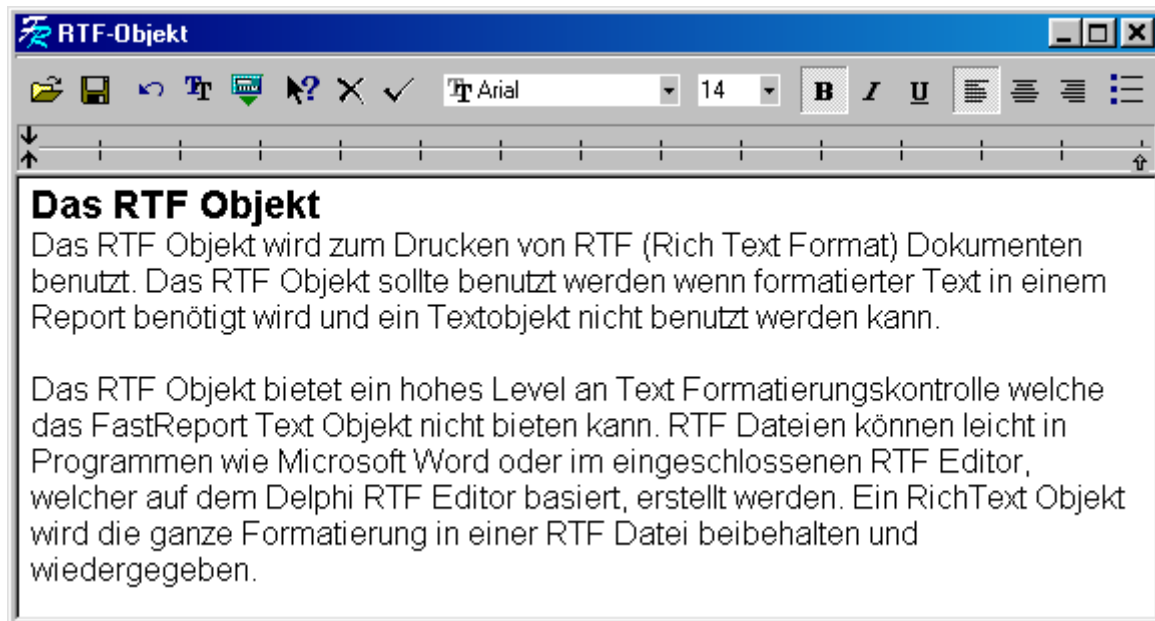 RTF-Objekt
Arial 14 B I U
Das RTF Objekt
Das RTF Objekt wird zum Drucken von RTF (Rich Text Format) Dokumenten
benutzt. Das RTF Objekt sollte benutzt werden wenn formatierter Text in einem
Report benötigt wird und ein Textobjekt nicht benutzt werden kann.
Das RTF Objekt bietet ein hohes Level an Text Formatierungskontrolle welche
das FastReport Text Objekt nicht bieten kann. RTF Dateien können leicht in
Programmen wie Microsoft Word oder im eingeschlossenen RTF Editor,
welcher auf dem Delphi RTF Editor basiert, erstellt werden. Ein RichText Objekt
wird die ganze Formatierung in einer RTF Datei beibehalten und
wiedergegeben.